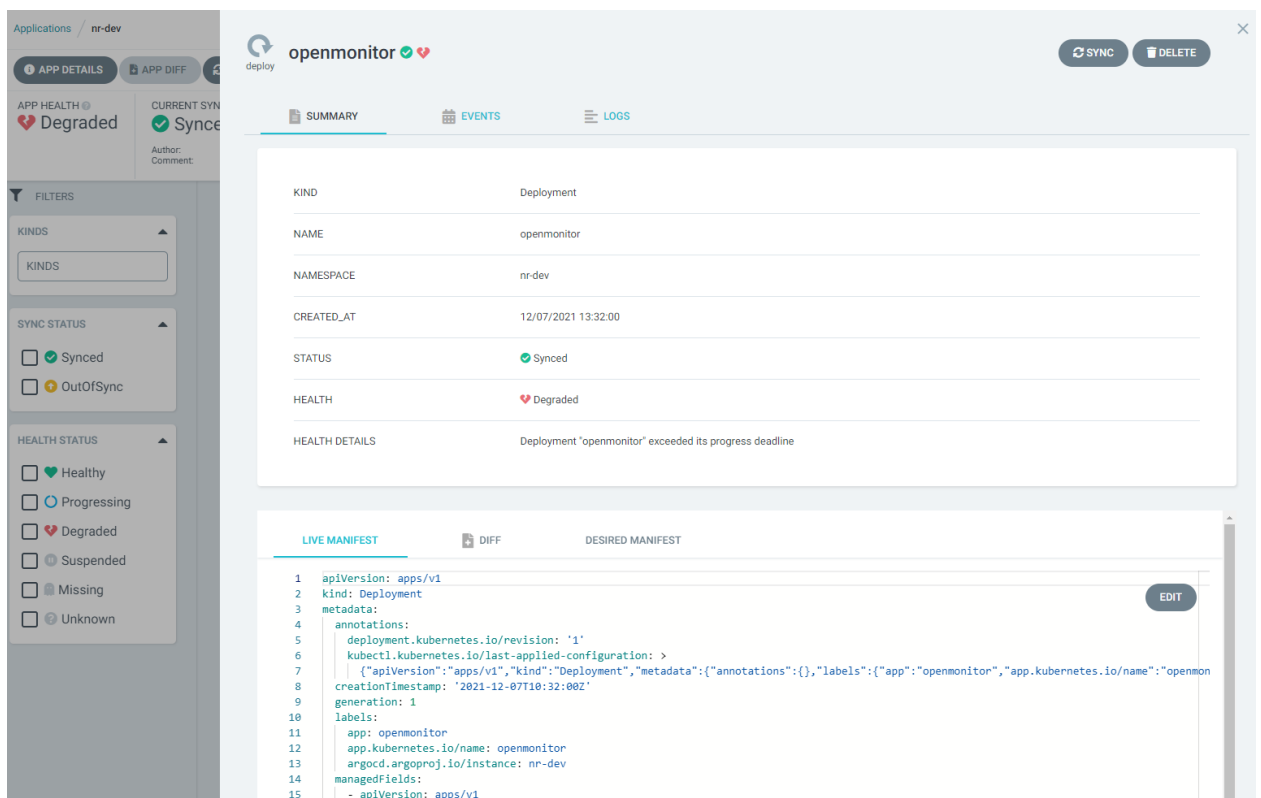 Applications / nr-dev
APP DETAILS
APP DIFF
APP HEALTH
Degraded
CURRENT SYN
Synce
Author:
Comment:
FILTERS
KINDS
KINDS
SYNC STATUS
Synced
OutOfSync
HEALTH STATUS
Healthy
Progressing
Degraded
Suspended
Missing
Unknown
deploy
openmonitor
SYNC
DELETE
SUMMARY
EVENTS
LOGS
KIND Deployment
NAME openmonitor
NAMESPACE nr-dev
CREATED_AT 12/07/2021 13:32:00
STATUS Synced
HEALTH Degraded
HEALTH DETAILS Deployment "openmonitor" exceeded its progress deadline
LIVE MANIFEST
DIFF
DESIRED MANIFEST
EDIT
1 apiVersion: apps/v1
2 kind: Deployment
3 metadata:
4 annotations:
5 deployment.kubernetes.io/revision: '1'
6 kubectl.kubernetes.io/last-applied-configuration: >
7 {"apiVersion":"apps/v1","kind":"Deployment","metadata":{"annotations":{},"labels":{"app":"openmonitor","app.kubernetes.io/name":"openmon
8 creationTimestamp: '2021-12-07T10:32:00Z'
9 generation: 1
10 labels:
11 app: openmonitor
12 app.kubernetes.io/name: openmonitor
13 argocd.argoproj.io/instance: nr-dev
14 managedFields:
15 - apiVersion: apps/v1